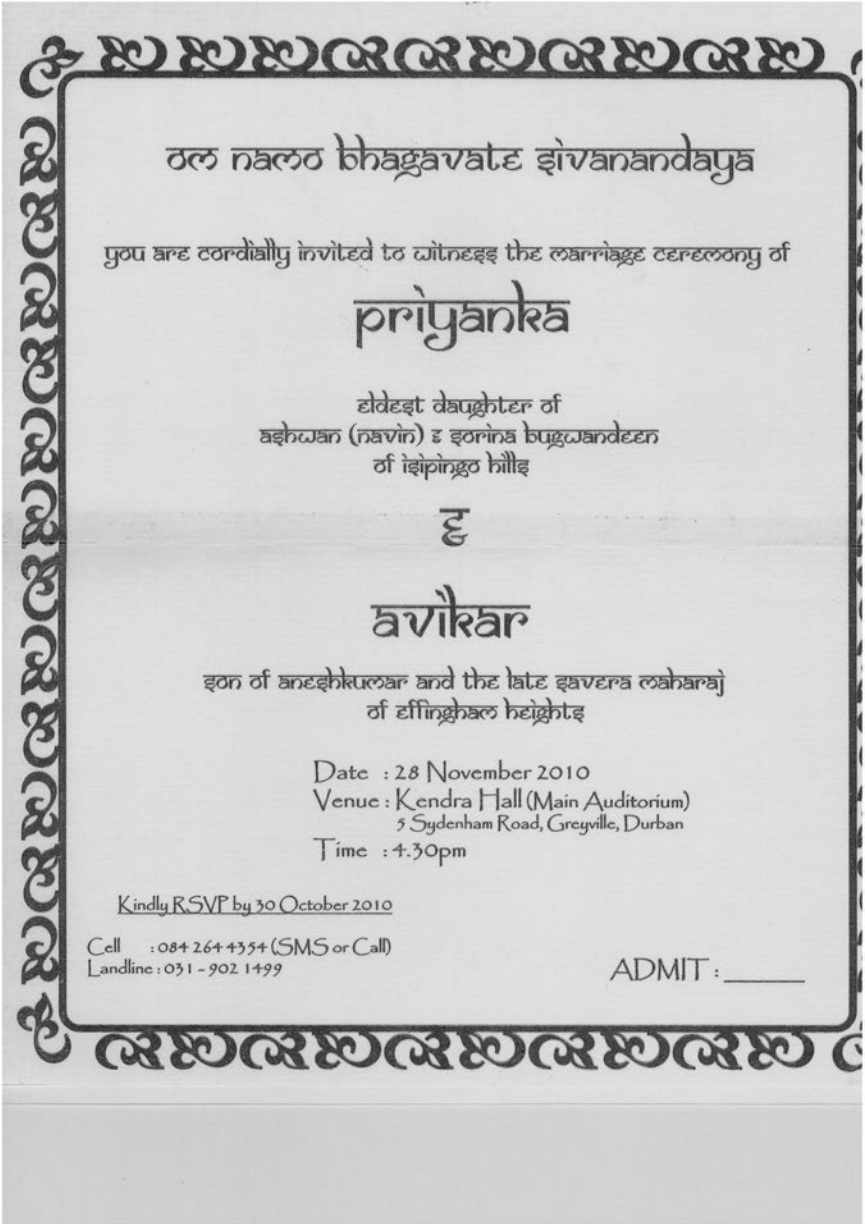 om namo bhagavate sivanandaya
you are cordially invited to witness the marriage ceremony of
priyanka
eldest daughter of
ashwan (navin) & sorina bugwandeen
of isipingo hills
&
avikar
son of aneshkumar and the late savera maharaj
of effingham heights
Date : 28 November 2010
Venue : Kendra Hall (Main Auditorium)
5 Sydenham Road, Greyville, Durban
Time : 4.30pm
Kindly RSVP by 30 October 2010
Cell : 084 264 4354 (SMS or Call)
Landline : 031 - 902 1499
ADMIT : ______